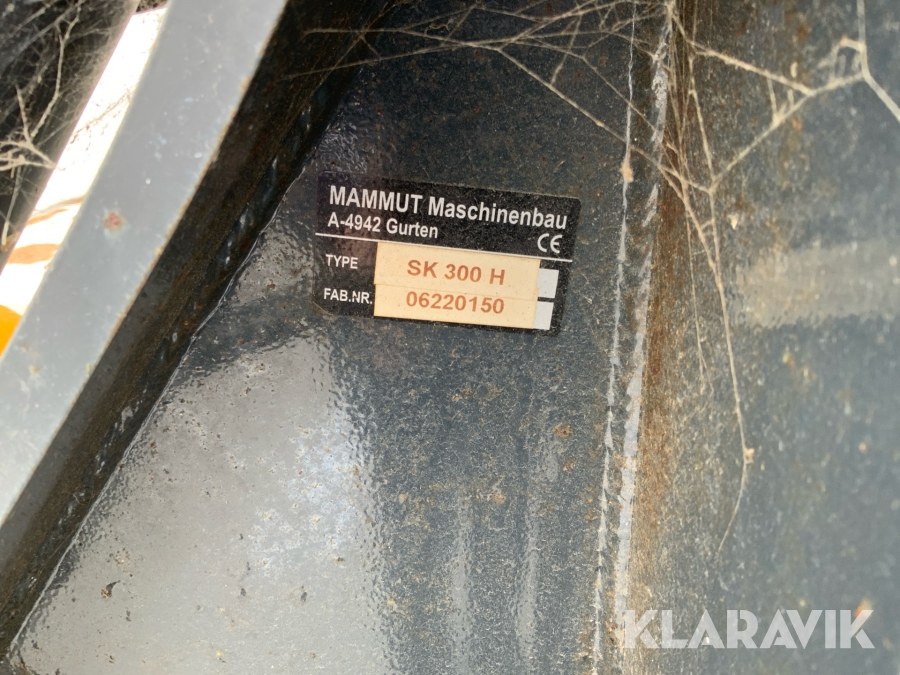 MAMMUT Maschinenbau
A-4942 Gurten
CE
TYPE SK 300 H
FAB.NR. 06220150
KLARAVIK